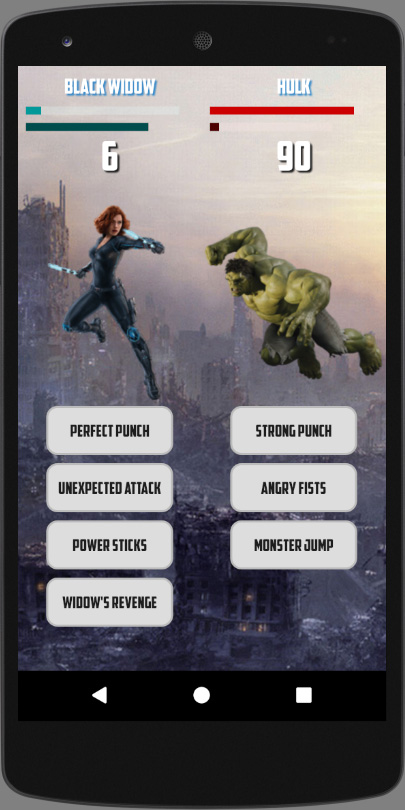 BLACK WIDOW
HULK
6
90
PERFECT PUNCH
STRONG PUNCH
UNEXPECTED ATTACK
ANGRY FISTS
POWER STICKS
MONSTER JUMP
WIDOW'S REVENGE